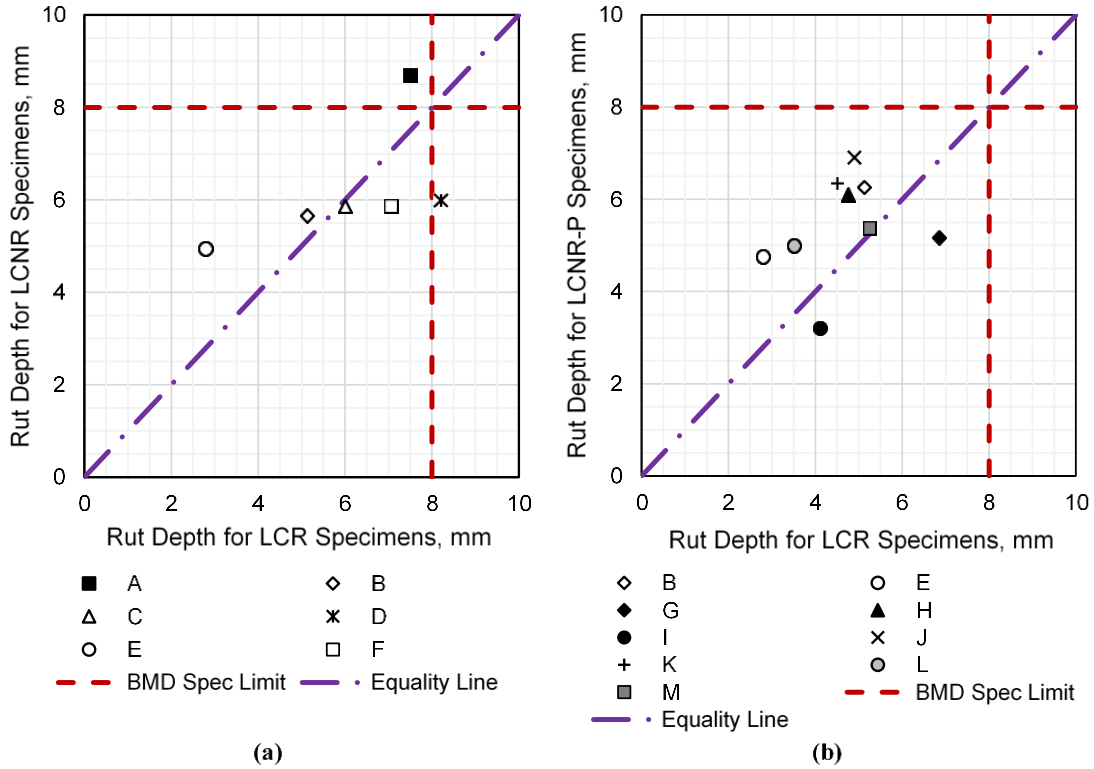 Rut Depth for LCNR Specimens, mm
10
8
6
4
2
0
0 2 4 6 8 10
Rut Depth for LCR Specimens, mm
A B
C D
E F
BMD Spec Limit Equality Line
(a)
Rut Depth for LCNR-P Specimens, mm
10
8
6
4
2
0
0 2 4 6 8 10
Rut Depth for LCR Specimens, mm
B E
G H
I J
K L
M BMD Spec Limit
Equality Line
(b)